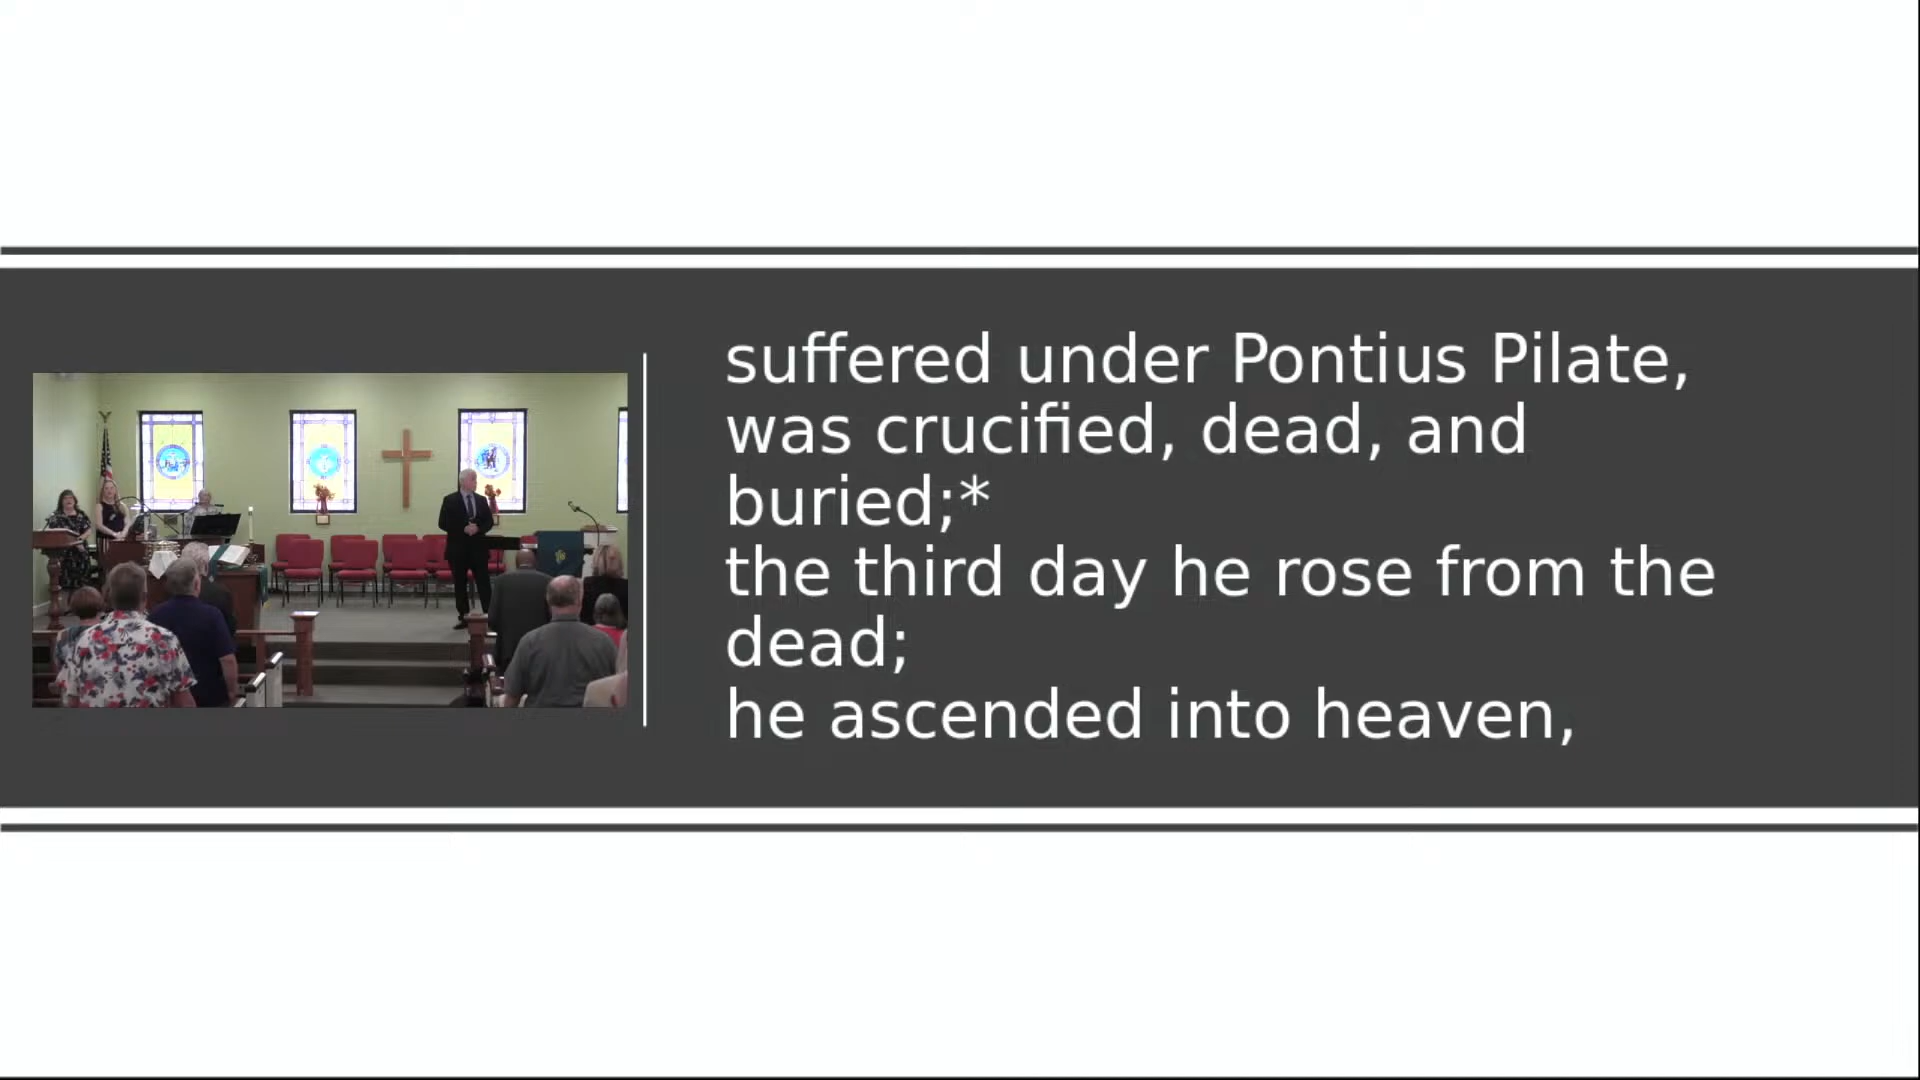 suffered under Pontius Pilate,
was crucified, dead, and
buried;*
the third day he rose from the
dead;
he ascended into heaven,